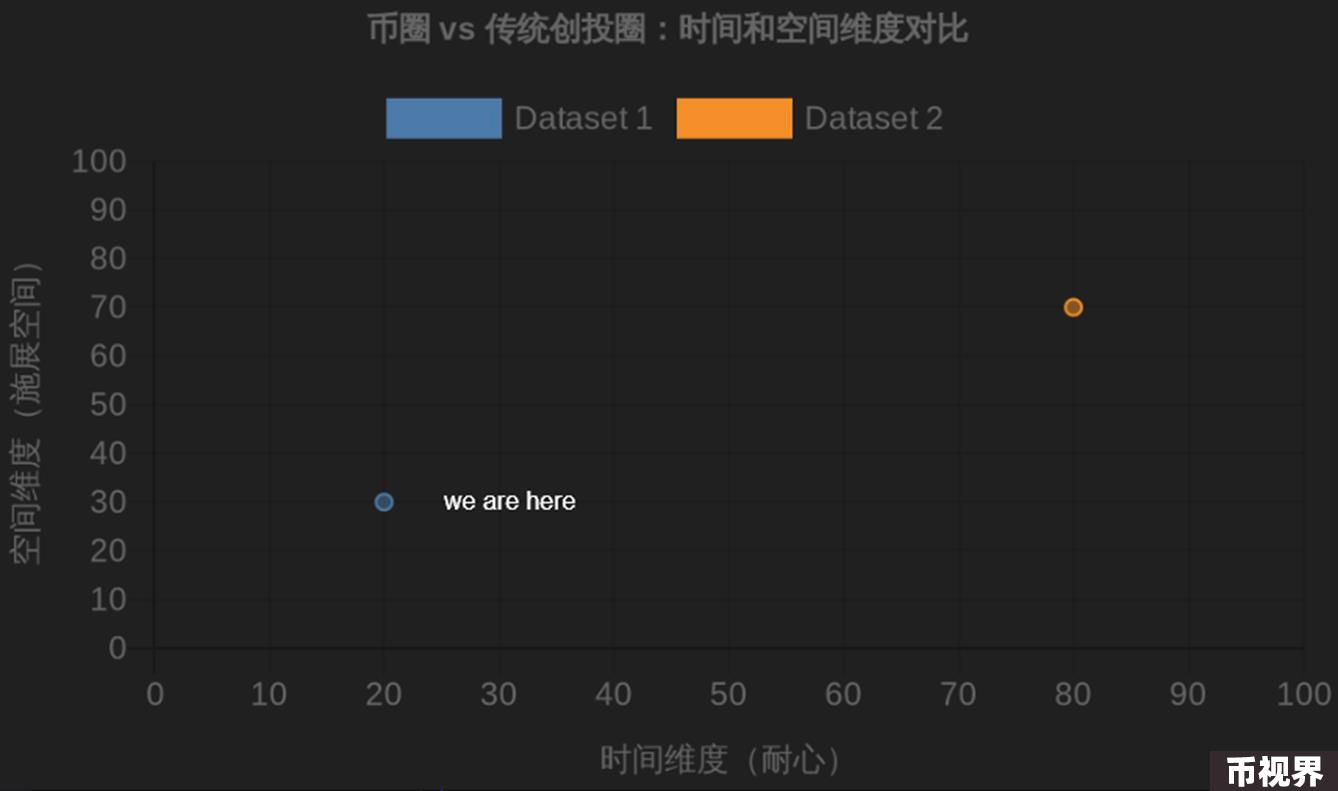 币圈 vs 传统创投圈：时间和空间维度对比
Dataset 1
Dataset 2
100
90
80
70
60
50
40
30
20
10
0
空间维度（施展空间）
we are here
0 10 20 30 40 50 60 70 80 90 100
时间维度（耐心）
币视界